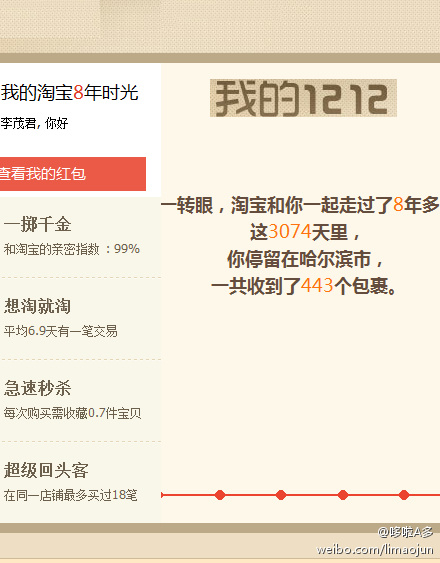 我的淘宝8年时光
李茂君, 你好
查看我的红包
一掷千金
和淘宝的亲密指数：99%
想淘就淘
平均6.9天有一笔交易
急速秒杀
每次购买需收藏0.7件宝贝
超级回头客
在同一店铺最多买过18笔
我的1212
一转眼，淘宝和你一起走过了8年多
这3074天里，
你停留在哈尔滨市，
一共收到了443个包裹。
@哆啦A多
weibo.com/limaojun